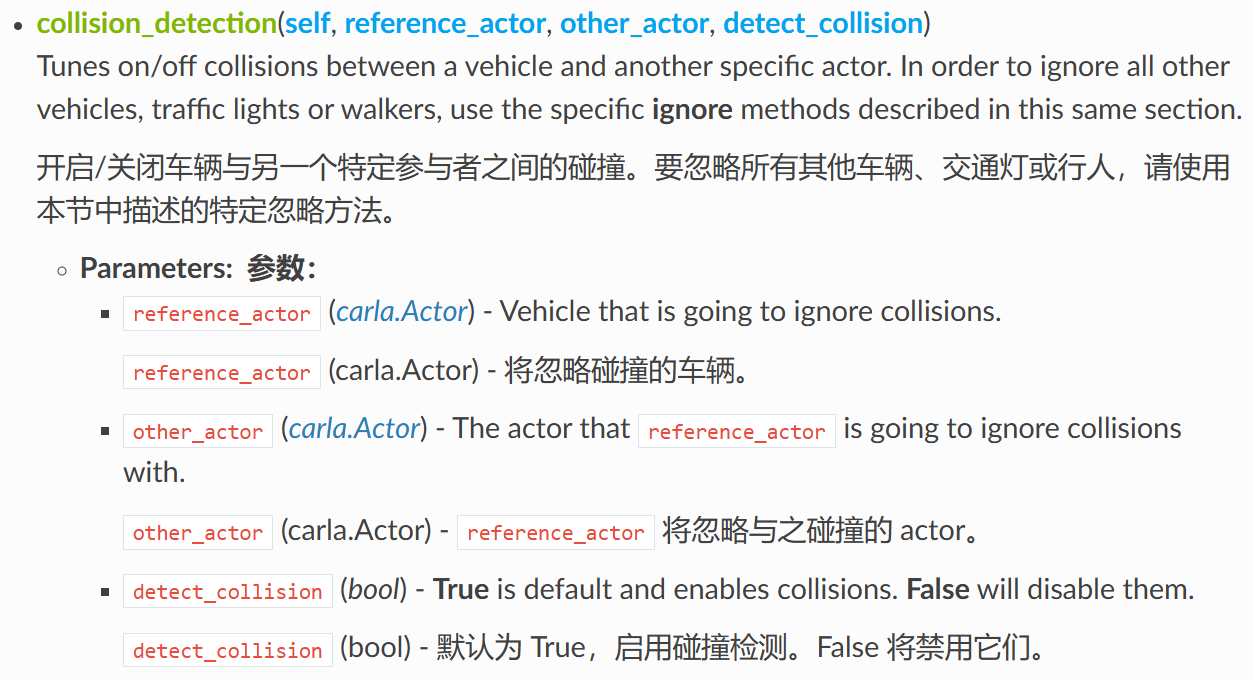 collision_detection(self, reference_actor, other_actor, detect_collision)
Tunes on/off collisions between a vehicle and another specific actor. In order to ignore all other
vehicles, traffic lights or walkers, use the specific ignore methods described in this same section.
开启/关闭车辆与另一个特定参与者之间的碰撞。要忽略所有其他车辆、交通灯或行人，请使用
本节中描述的特定忽略方法。
Parameters: 参数：
reference_actor (carla.Actor) - Vehicle that is going to ignore collisions.
reference_actor (carla.Actor) - 将忽略碰撞的车辆。
other_actor (carla.Actor) - The actor that reference_actor is going to ignore collisions
with.
other_actor (carla.Actor) - reference_actor 将忽略与之碰撞的 actor。
detect_collision (bool) - True is default and enables collisions. False will disable them.
detect_collision (bool) - 默认为 True，启用碰撞检测。False 将禁用它们。